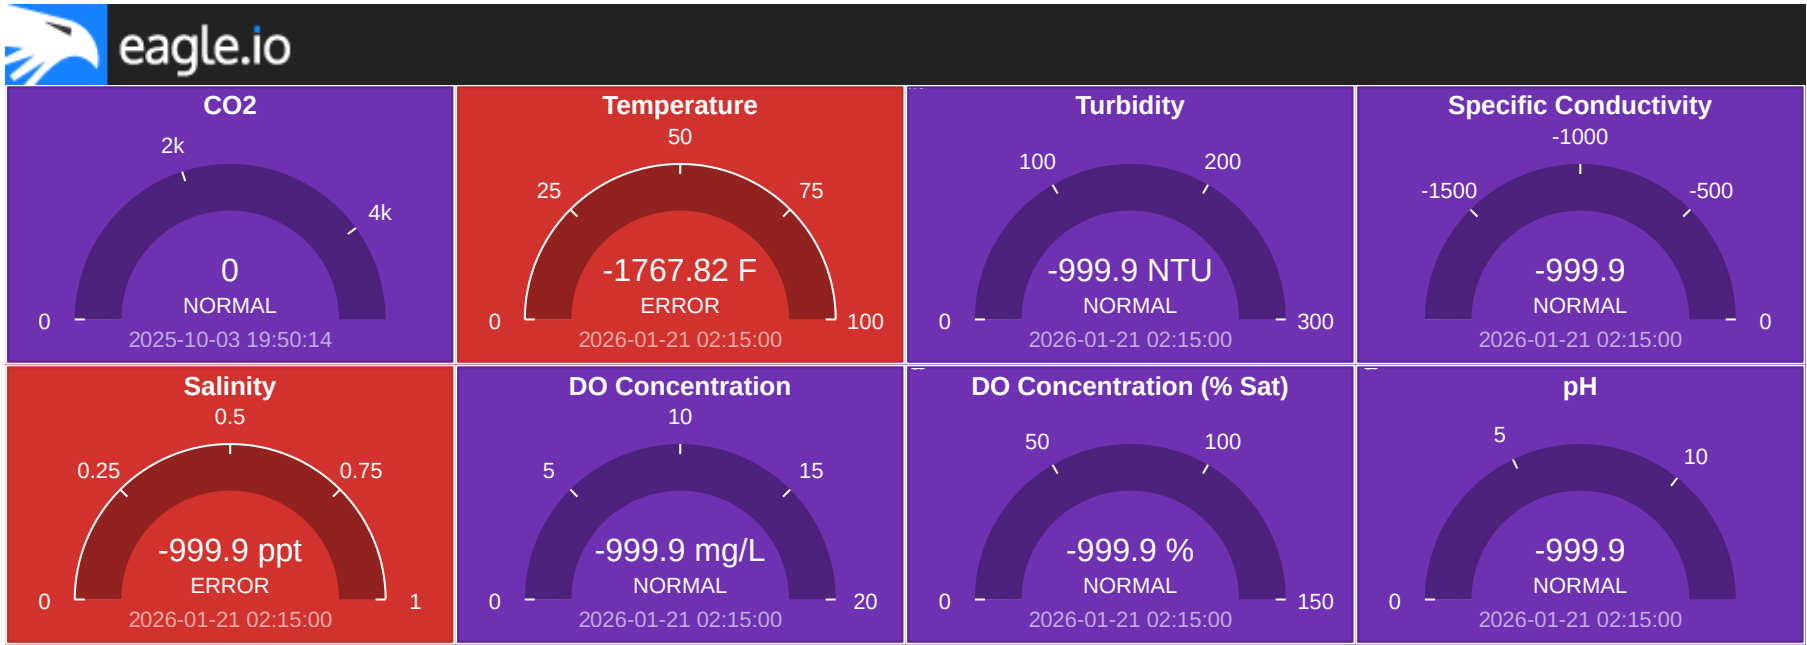 eagle.io
CO2
2k
4k
0
0
NORMAL
2025-10-03 19:50:14
Temperature
50
25
75
-1767.82 F
ERROR
0
100
2026-01-21 02:15:00
Turbidity
100
200
-999.9 NTU
NORMAL
0
300
2026-01-21 02:15:00
Specific Conductivity
-1000
-1500
-500
-999.9
NORMAL
0
2026-01-21 02:15:00
Salinity
0.5
0.25
0.75
-999.9 ppt
ERROR
0
1
2026-01-21 02:15:00
DO Concentration
10
5
15
-999.9 mg/L
NORMAL
0
20
2026-01-21 02:15:00
DO Concentration (% Sat)
50
100
-999.9 %
NORMAL
0
150
2026-01-21 02:15:00
pH
5
10
-999.9
NORMAL
0
2026-01-21 02:15:00